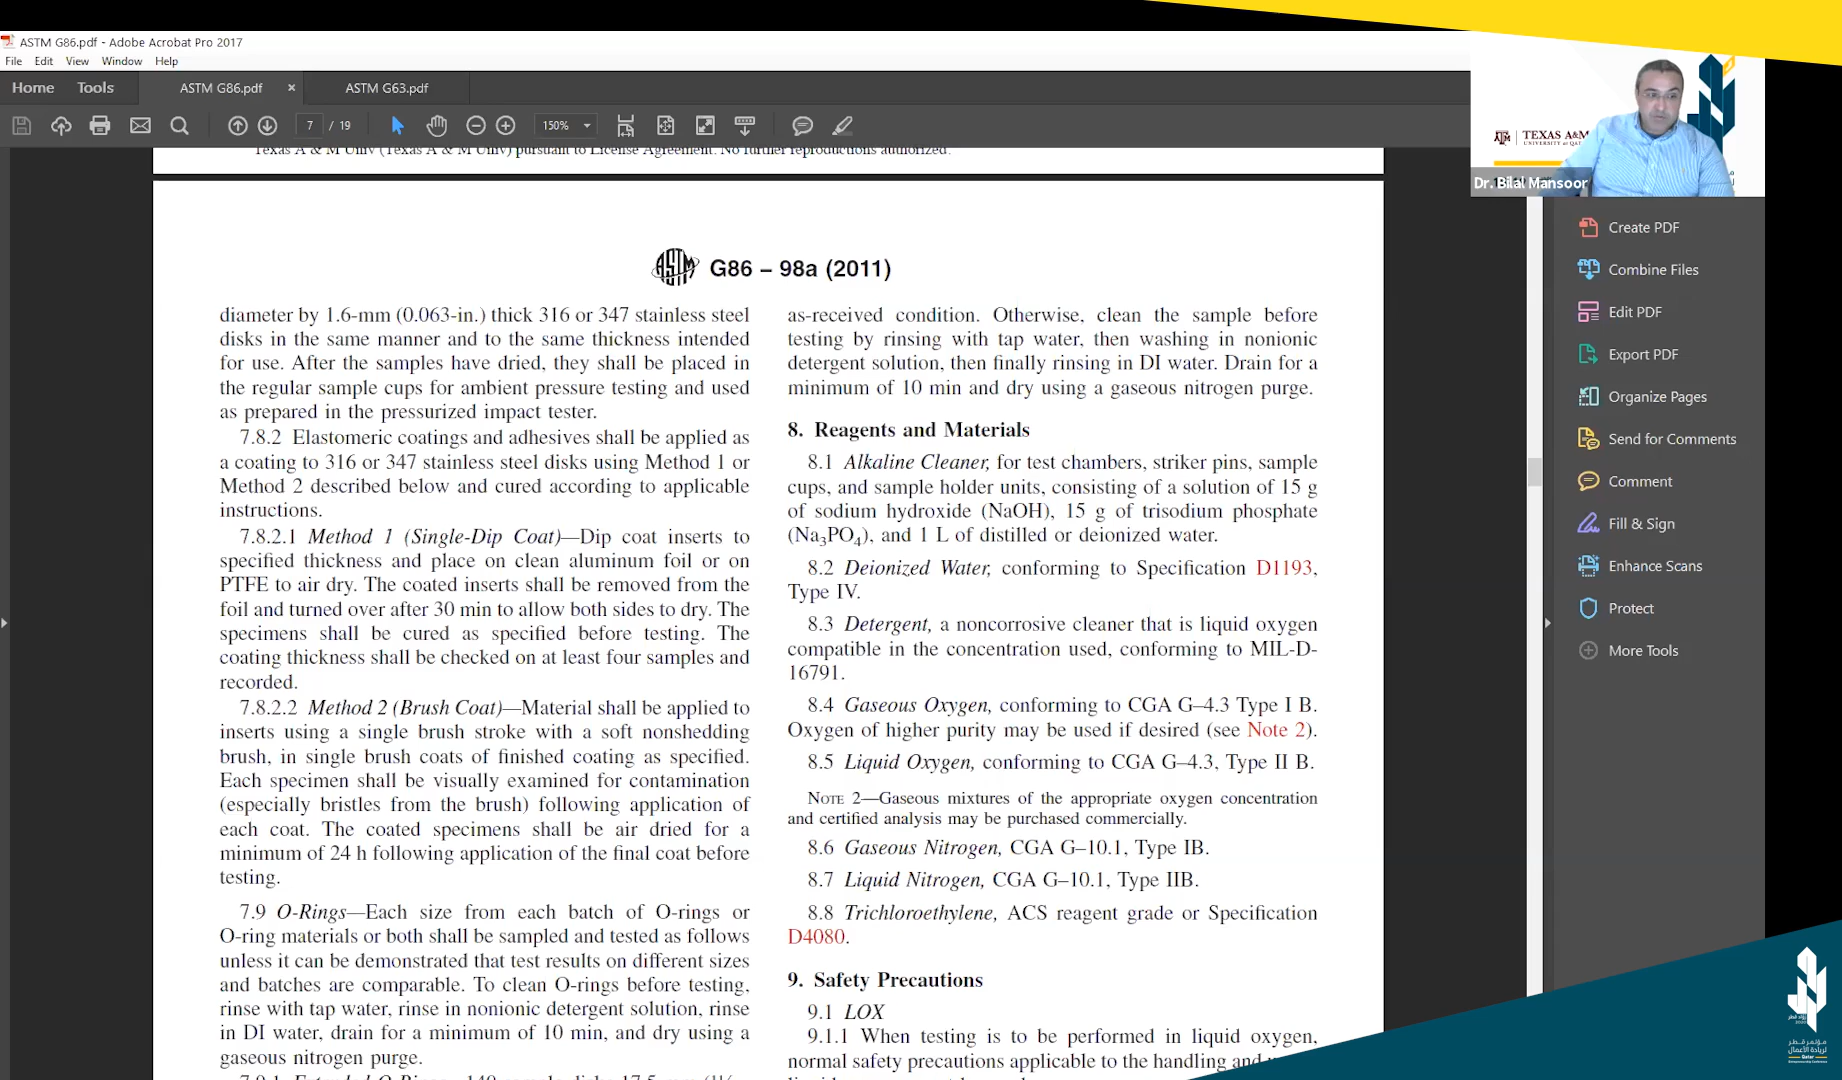 ASTM G86.pdf - Adobe Acrobat Pro 2017
File Edit View Window Help
Home Tools ASTM G86.pdf × ASTM G63.pdf
7 / 19 150%
Texas A & M Univ (Texas A & M Univ) pursuant to License Agreement. No further reproductions authorized.
ASTM G86 – 98a (2011)
diameter by 1.6-mm (0.063-in.) thick 316 or 347 stainless steel
disks in the same manner and to the same thickness intended
for use. After the samples have dried, they shall be placed in
the regular sample cups for ambient pressure testing and used
as prepared in the pressurized impact tester.
7.8.2 Elastomeric coatings and adhesives shall be applied as
a coating to 316 or 347 stainless steel disks using Method 1 or
Method 2 described below and cured according to applicable
instructions.
7.8.2.1 Method 1 (Single-Dip Coat)—Dip coat inserts to
specified thickness and place on clean aluminum foil or on
PTFE to air dry. The coated inserts shall be removed from the
foil and turned over after 30 min to allow both sides to dry. The
specimens shall be cured as specified before testing. The
coating thickness shall be checked on at least four samples and
recorded.
7.8.2.2 Method 2 (Brush Coat)—Material shall be applied to
inserts using a single brush stroke with a soft nonshedding
brush, in single brush coats of finished coating as specified.
Each specimen shall be visually examined for contamination
(especially bristles from the brush) following application of
each coat. The coated specimens shall be air dried for a
minimum of 24 h following application of the final coat before
testing.
7.9 O-Rings—Each size from each batch of O-rings or
O-ring materials or both shall be sampled and tested as follows
unless it can be demonstrated that test results on different sizes
and batches are comparable. To clean O-rings before testing,
rinse with tap water, rinse in nonionic detergent solution, rinse
in DI water, drain for a minimum of 10 min, and dry using a
gaseous nitrogen purge.
as-received condition. Otherwise, clean the sample before
testing by rinsing with tap water, then washing in nonionic
detergent solution, then finally rinsing in DI water. Drain for a
minimum of 10 min and dry using a gaseous nitrogen purge.
8. Reagents and Materials
8.1 Alkaline Cleaner, for test chambers, striker pins, sample
cups, and sample holder units, consisting of a solution of 15 g
of sodium hydroxide (NaOH), 15 g of trisodium phosphate
(Na3PO4), and 1 L of distilled or deionized water.
8.2 Deionized Water, conforming to Specification D1193,
Type IV.
8.3 Detergent, a noncorrosive cleaner that is liquid oxygen
compatible in the concentration used, conforming to MIL-D-
16791.
8.4 Gaseous Oxygen, conforming to CGA G–4.3 Type I B.
Oxygen of higher purity may be used if desired (see Note 2).
8.5 Liquid Oxygen, conforming to CGA G–4.3, Type II B.
NOTE 2—Gaseous mixtures of the appropriate oxygen concentration
and certified analysis may be purchased commercially.
8.6 Gaseous Nitrogen, CGA G–10.1, Type IB.
8.7 Liquid Nitrogen, CGA G–10.1, Type IIB.
8.8 Trichloroethylene, ACS reagent grade or Specification
D4080.
9. Safety Precautions
9.1 LOX
9.1.1 When testing is to be performed in liquid oxygen,
normal safety precautions applicable to the handling and
TEXAS A&M
Dr. Bilal Mansoor
Create PDF
Combine Files
Edit PDF
Export PDF
Organize Pages
Send for Comments
Comment
Fill & Sign
Enhance Scans
Protect
More Tools
مؤتمر قطر
لريادة الأعمال
Qatar